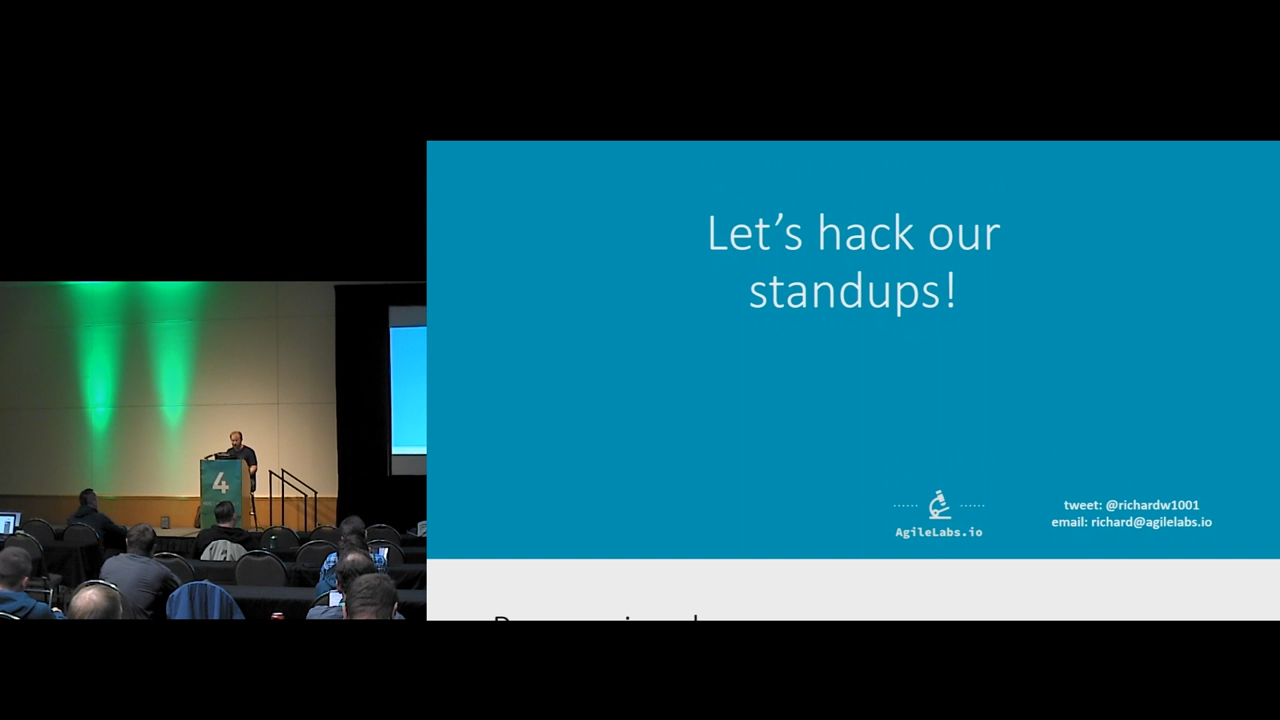 Let's hack our
standups!
tweet: @richardw1001
email: richard@agilelabs.io
AgileLabs.io
4